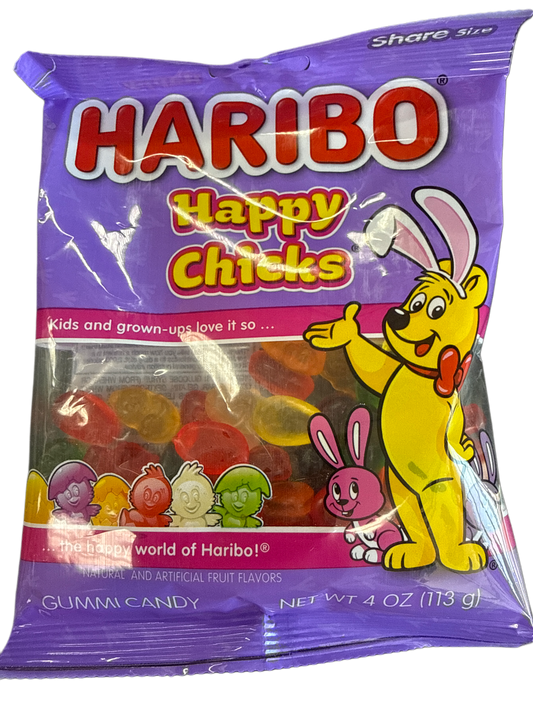 Share Size
HARIBO®
Happy
Chicks®
Kids and grown-ups love it so ...
... the happy world of Haribo!®
NATURAL AND ARTIFICIAL FRUIT FLAVORS
GUMMI CANDY
NET WT 4 OZ (113 g)
®